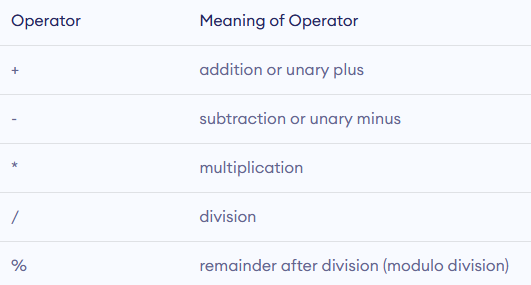 Operator Meaning of Operator
+ addition or unary plus
- subtraction or unary minus
* multiplication
/ division
% remainder after division (modulo division)